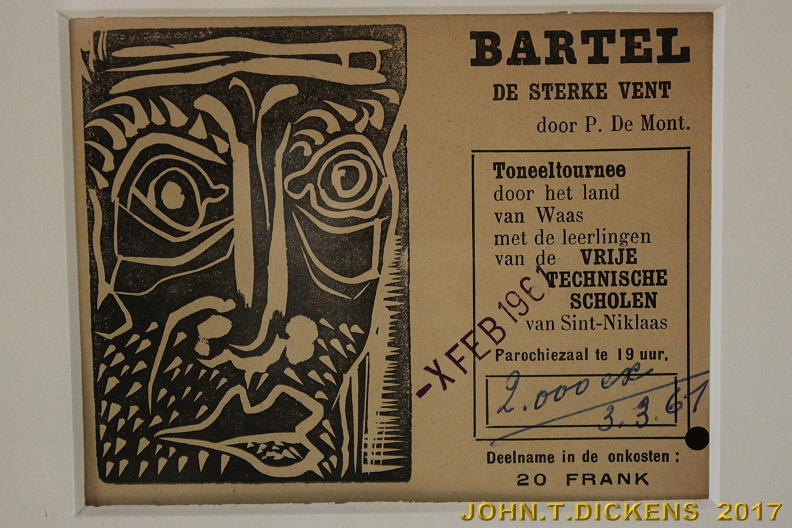 BARTEL
DE STERKE VENT
door P. De Mont.
Toneeltournee
door het land
van Waas
met de leerlingen
van de VRIJE
TECHNISCHE
SCHOLEN
van Sint-Niklaas
-X FEB 1961
Parochiezaal te 19 uur.
2.000 ex
3.3.61
Deelname in de onkosten :
20 FRANK
JOHN.T.DICKENS 2017